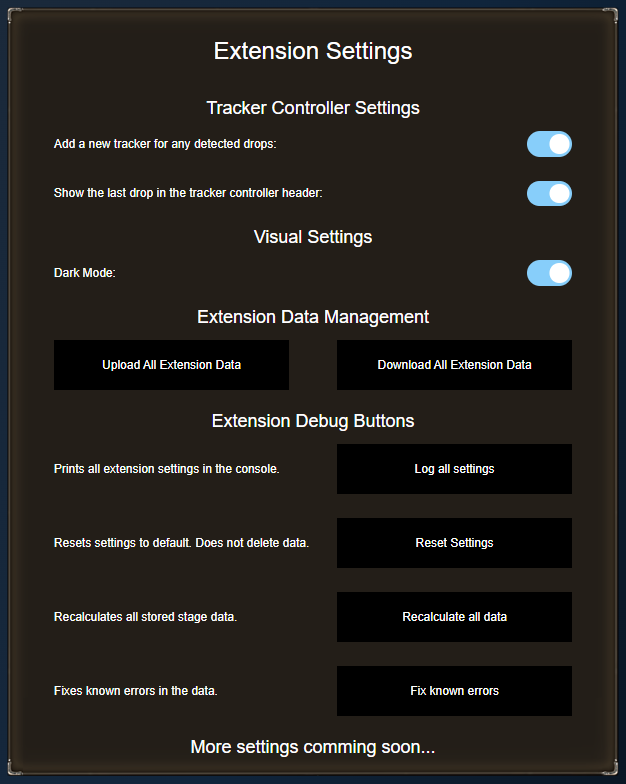 Extension Settings
Tracker Controller Settings
Add a new tracker for any detected drops:
Show the last drop in the tracker controller header:
Visual Settings
Dark Mode:
Extension Data Management
Upload All Extension Data
Download All Extension Data
Extension Debug Buttons
Prints all extension settings in the console.
Log all settings
Resets settings to default. Does not delete data.
Reset Settings
Recalculates all stored stage data.
Recalculate all data
Fixes known errors in the data.
Fix known errors
More settings comming soon...